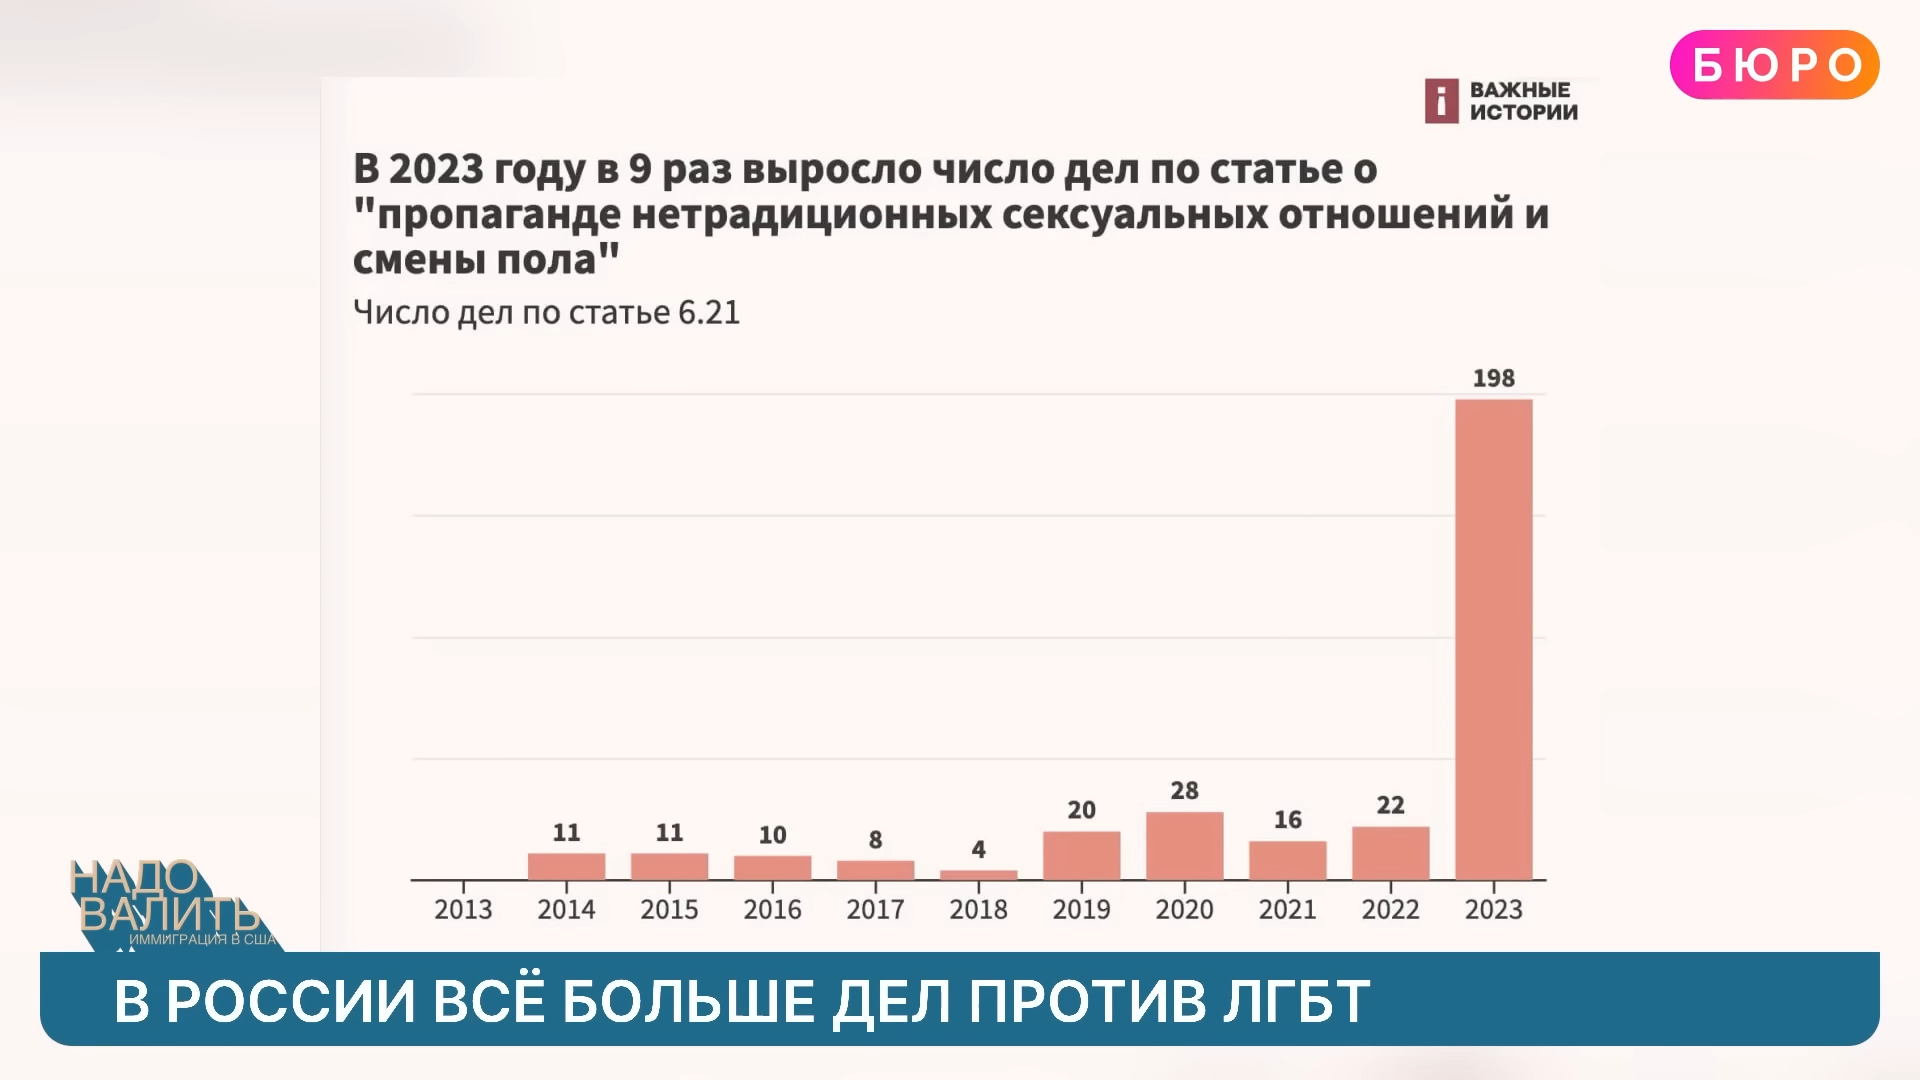 БЮРО
ВАЖНЫЕ
ИСТОРИИ
В 2023 году в 9 раз выросло число дел по статье о
"пропаганде нетрадиционных сексуальных отношений и
смены пола"
Число дел по статье 6.21
198
28
22
20
16
11 11 10 8 4
2013 2014 2015 2016 2017 2018 2019 2020 2021 2022 2023
НАДО
ВАЛИТЬ
ИММИГРАЦИЯ В США
В РОССИИ ВСЁ БОЛЬШЕ ДЕЛ ПРОТИВ ЛГБТ